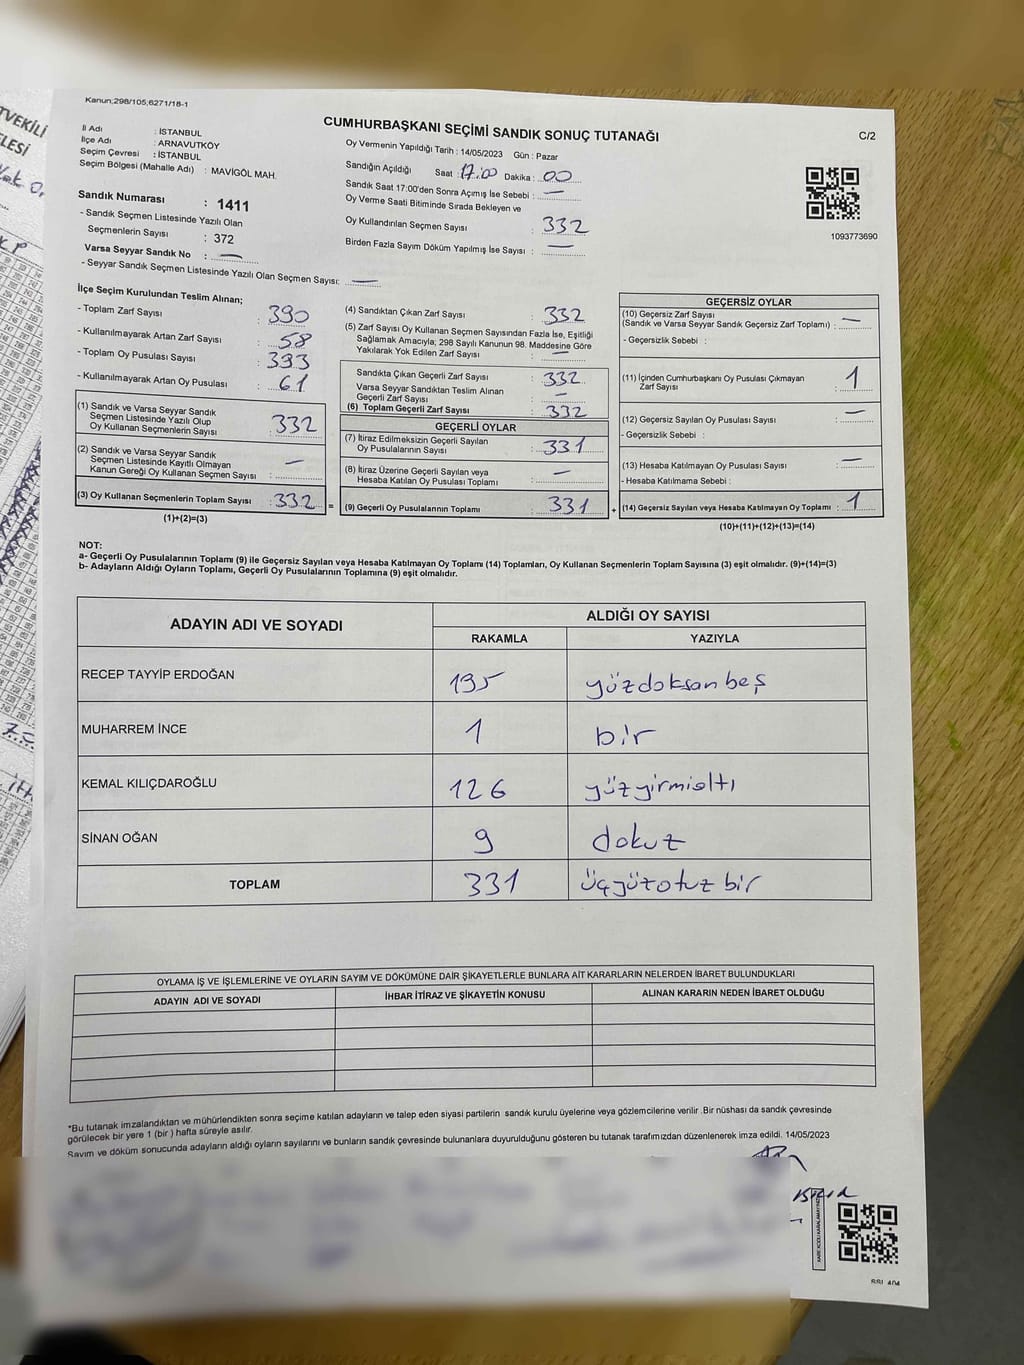 TVEKİLİ
ELESİ
Kanun;298/105,6271/18-1
CUMHURBAŞKANI SEÇİMİ SANDIK SONUÇ TUTANAĞI
C/2
İl Adı : İSTANBUL
İlçe Adı : ARNAVUTKÖY
Seçim Çevresi : İSTANBUL
Seçim Bölgesi (Mahalle Adı) : MAVİGÖL MAH.
Sandık Numarası : 1411
- Sandık Seçmen Listesinde Yazılı Olan
Seçmenlerin Sayısı : 372
Varsa Seyyar Sandık No : —
- Seyyar Sandık Seçmen Listesinde Yazılı Olan Seçmen Sayısı: —
Oy Vermenin Yapıldığı Tarih : 14/05/2023 Gün : Pazar
Sandığın Açıldığı Saat : 17:00 Dakika : 00
Sandık Saat 17:00'den Sonra Açımış İse Sebebi : —
Oy Verme Saati Bitiminde Sırada Bekleyen ve
Oy Kullandırılan Seçmen Sayısı : 332
Birden Fazla Sayım Döküm Yapılmış İse Sayısı : —
1093773690
İlçe Seçim Kurulundan Teslim Alınan;
- Toplam Zarf Sayısı : 390
- Kullanılmayarak Artan Zarf Sayısı : 58
- Toplam Oy Pusulası Sayısı : 393
- Kullanılmayarak Artan Oy Pusulası : 61
(1) Sandık ve Varsa Seyyar Sandık
Seçmen Listesinde Yazılı Olup
Oy Kullanan Seçmenlerin Sayısı : 332
(2) Sandık ve Varsa Seyyar Sandık
Seçmen Listesinde Kayıtlı Olmayan
Kanun Gereği Oy Kullanan Seçmen Sayısı : —
(3) Oy Kullanan Seçmenlerin Toplam Sayısı : 332 =
(1)+(2)=(3)
(4) Sandıktan Çıkan Zarf Sayısı : 332
(5) Zarf Sayısı Oy Kullanan Seçmen Sayısından Fazla İse, Eşitliği
Sağlamak Amacıyla; 298 Sayılı Kanunun 98. Maddesine Göre
Yakılarak Yok Edilen Zarf Sayısı : —
Sandıkta Çıkan Geçerli Zarf Sayısı : 332
Varsa Seyyar Sandıktan Teslim Alınan
Geçerli Zarf Sayısı : —
(6) Toplam Geçerli Zarf Sayısı : 332
GEÇERLİ OYLAR
(7) İtiraz Edilmeksizin Geçerli Sayılan
Oy Pusulalarının Sayısı : 331
(8) İtiraz Üzerine Geçerli Sayılan veya
Hesaba Katılan Oy Pusulası Toplamı : —
(9) Geçerli Oy Pusulalarının Toplamı : 331 +
GEÇERSİZ OYLAR
(10) Geçersiz Zarf Sayısı
(Sandık ve Varsa Seyyar Sandık Geçersiz Zarf Toplamı) : —
- Geçersizlik Sebebi :
(11) İçinden Cumhurbaşkanı Oy Pusulası Çıkmayan
Zarf Sayısı : 1
(12) Geçersiz Sayılan Oy Pusulası Sayısı : —
- Geçersizlik Sebebi :
(13) Hesaba Katılmayan Oy Pusulası Sayısı : —
- Hesaba Katılmama Sebebi :
(14) Geçersiz Sayılan veya Hesaba Katılmayan Oy Toplamı : 1
(10)+(11)+(12)+(13)=(14)
NOT:
a- Geçerli Oy Pusulalarının Toplamı (9) ile Geçersiz Sayılan veya Hesaba Katılmayan Oy Toplamı (14) Toplamları, Oy Kullanan Seçmenlerin Toplam Sayısına (3) eşit olmalıdır. (9)+(14)=(3)
b- Adayların Aldığı Oyların Toplamı, Geçerli Oy Pusulalarının Toplamına (9) eşit olmalıdır.
ADAYIN ADI VE SOYADI ALDIĞI OY SAYISI
RAKAMLA YAZIYLA
RECEP TAYYİP ERDOĞAN 195 yüzdoksan beş
MUHARREM İNCE 1 bir
KEMAL KILIÇDAROĞLU 126 yüzyirmialtı
SİNAN OĞAN 9 dokuz
TOPLAM 331 üçyüzotuz bir
OYLAMA İŞ VE İŞLEMLERİNE VE OYLARIN SAYIM VE DÖKÜMÜNE DAİR ŞİKAYETLERLE BUNLARA AİT KARARLARIN NELERDEN İBARET BULUNDUKLARI
ADAYIN ADI VE SOYADI İHBAR İTİRAZ VE ŞİKAYETİN KONUSU ALINAN KARARIN NEDEN İBARET OLDUĞU
*Bu tutanak imzalandıktan ve mühürlendikten sonra seçime katılan adayların ve talep eden siyasi partilerin sandık kurulu üyelerine veya gözlemcilerine verilir .Bir nüshası da sandık çevresinde
görülecek bir yere 1 (bir ) hafta süreyle asılır.
Sayım ve döküm sonucunda adayların aldığı oyların sayılarını ve bunların sandık çevresinde bulunanlara duyurulduğunu gösteren bu tutanak tarafımızdan düzenlenerek imza edildi. 14/05/2023